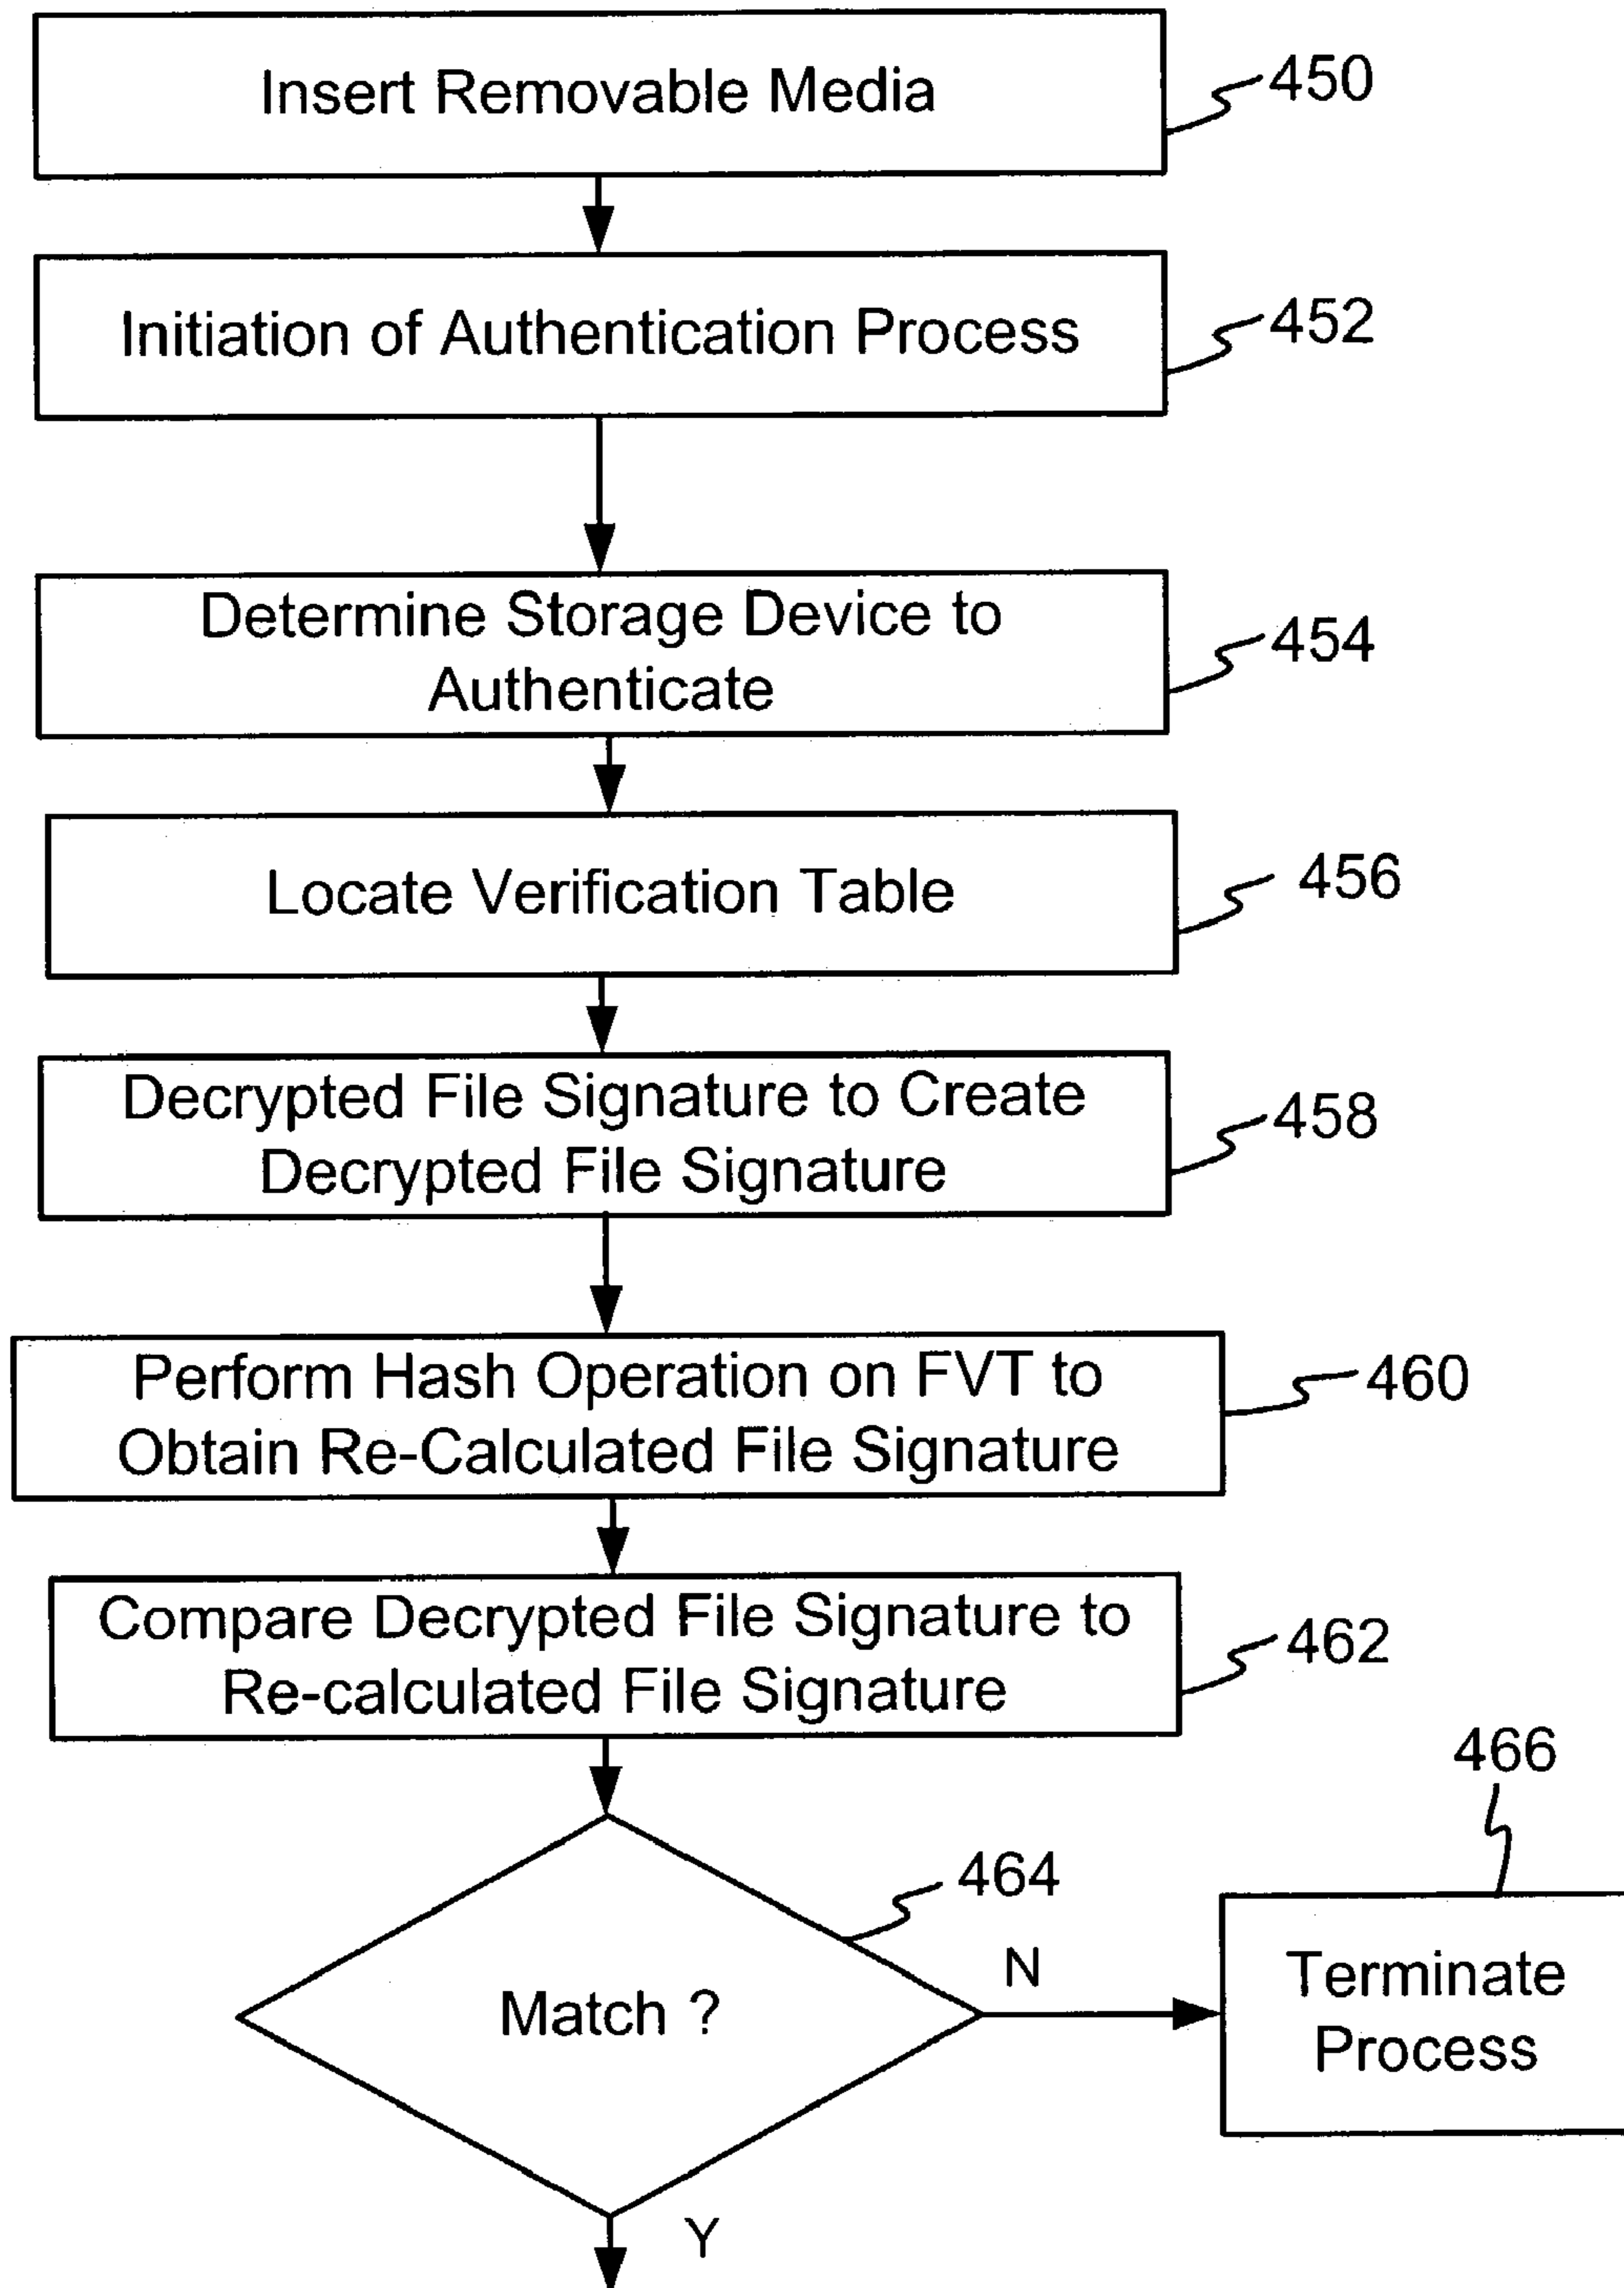 Insert Removable Media
450
Initiation of Authentication Process
452
Determine Storage Device to
Authenticate
454
Locate Verification Table
456
Decrypted File Signature to Create
Decrypted File Signature
458
Perform Hash Operation on FVT to
Obtain Re-Calculated File Signature
460
Compare Decrypted File Signature to
Re-calculated File Signature
462
466
464
N
Match ?
Terminate
Process
Y